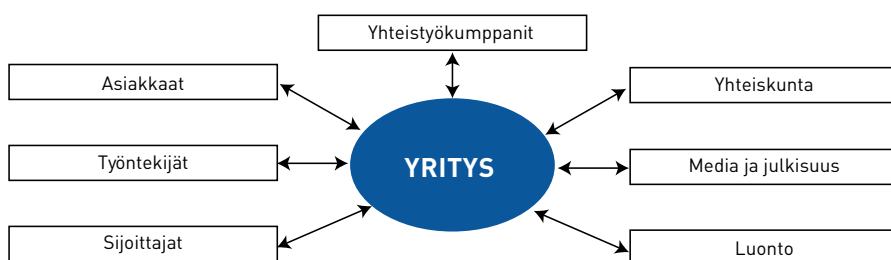 Yhteistyökumppanit
Asiakkaat
Yhteiskunta
Työntekijät
YRITYS
Media ja julkisuus
Sijoittajat
Luonto